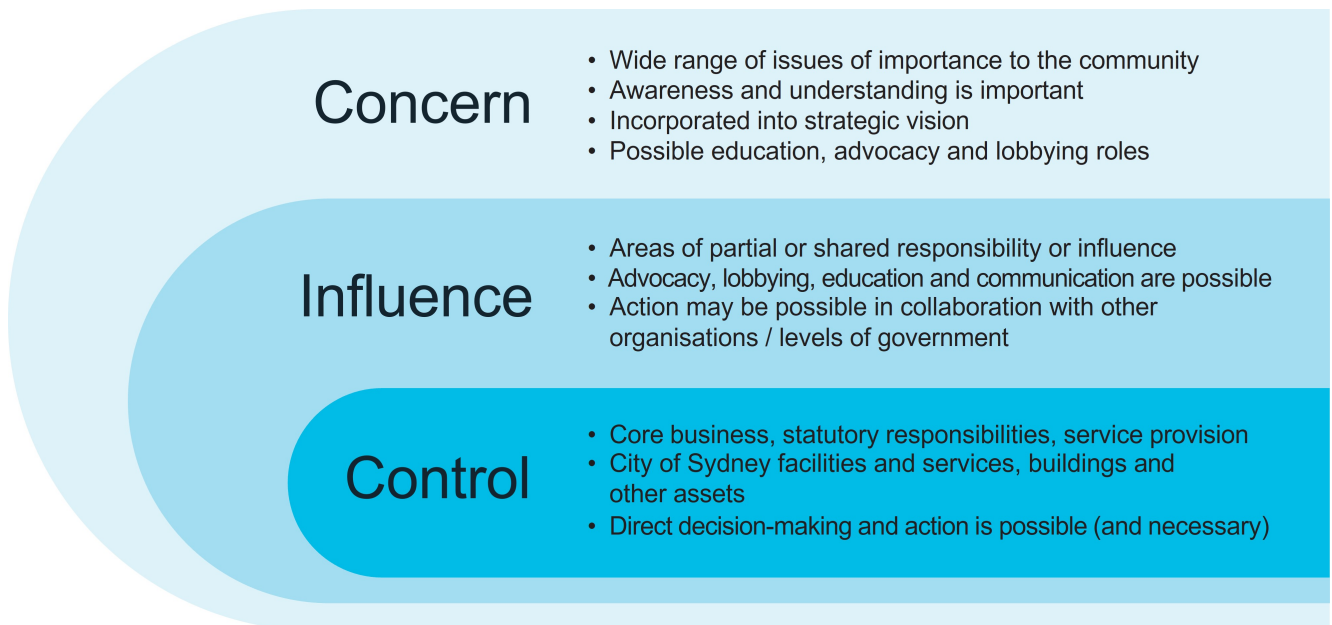 Concern
• Wide range of issues of importance to the community
• Awareness and understanding is important
• Incorporated into strategic vision
• Possible education, advocacy and lobbying roles
Influence
• Areas of partial or shared responsibility or influence
• Advocacy, lobbying, education and communication are possible
• Action may be possible in collaboration with other
organisations / levels of government
Control
• Core business, statutory responsibilities, service provision
• City of Sydney facilities and services, buildings and
other assets
• Direct decision-making and action is possible (and necessary)